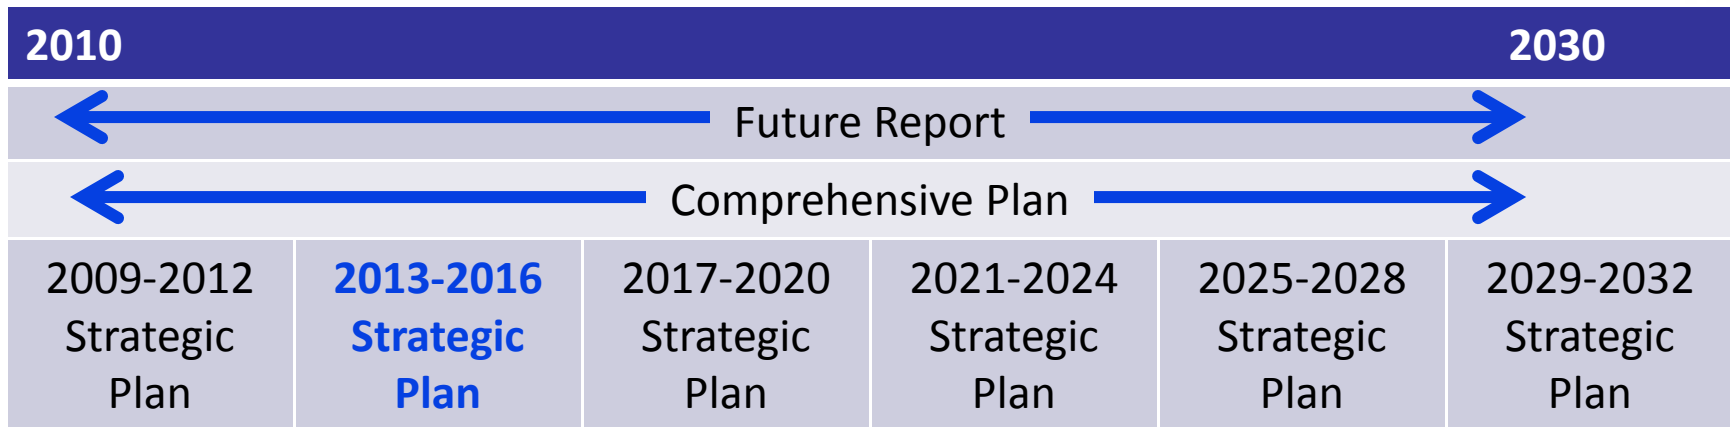 2010 2030
Future Report
Comprehensive Plan
2009-2012 Strategic Plan
2013-2016 Strategic Plan
2017-2020 Strategic Plan
2021-2024 Strategic Plan
2025-2028 Strategic Plan
2029-2032 Strategic Plan